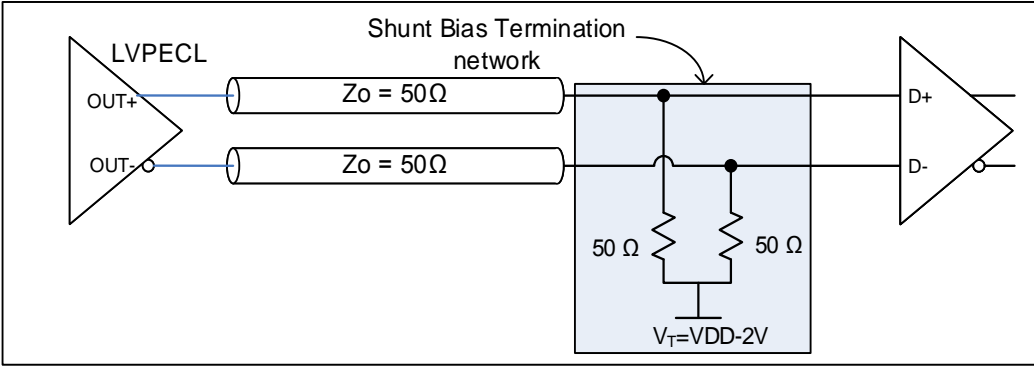 Shunt Bias Termination
network
LVPECL
OUT+
Zo = 50Ω
D+
OUT-
Zo = 50Ω
D-
50 Ω
50 Ω
V_T=VDD-2V